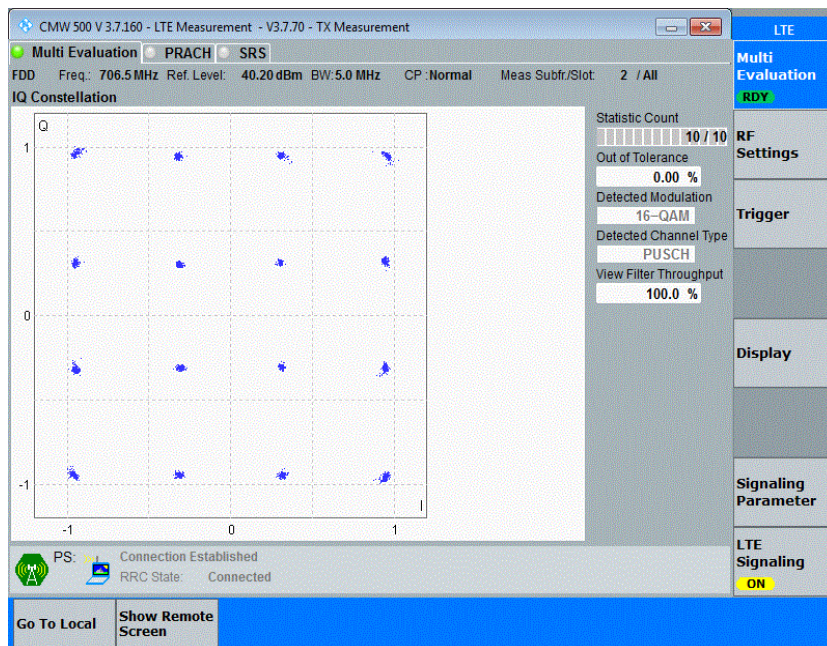 CMW 500 V 3.7.160 - LTE Measurement - V3.7.70 - TX Measurement
Multi Evaluation PRACH SRS
FDD Freq.: 706.5 MHz Ref. Level: 40.20 dBm BW: 5.0 MHz CP : Normal Meas Subfr./Slot: 2 / All
IQ Constellation
Q
1
0
-1
-1 0 1
I
Statistic Count
10 / 10
Out of Tolerance
0.00 %
Detected Modulation
16-QAM
Detected Channel Type
PUSCH
View Filter Throughput
100.0 %
PS: Connection Established
RRC State: Connected
LTE
Multi
Evaluation
RDY
RF
Settings
Trigger
Display
Signaling
Parameter
LTE
Signaling
ON
Go To Local
Show Remote
Screen